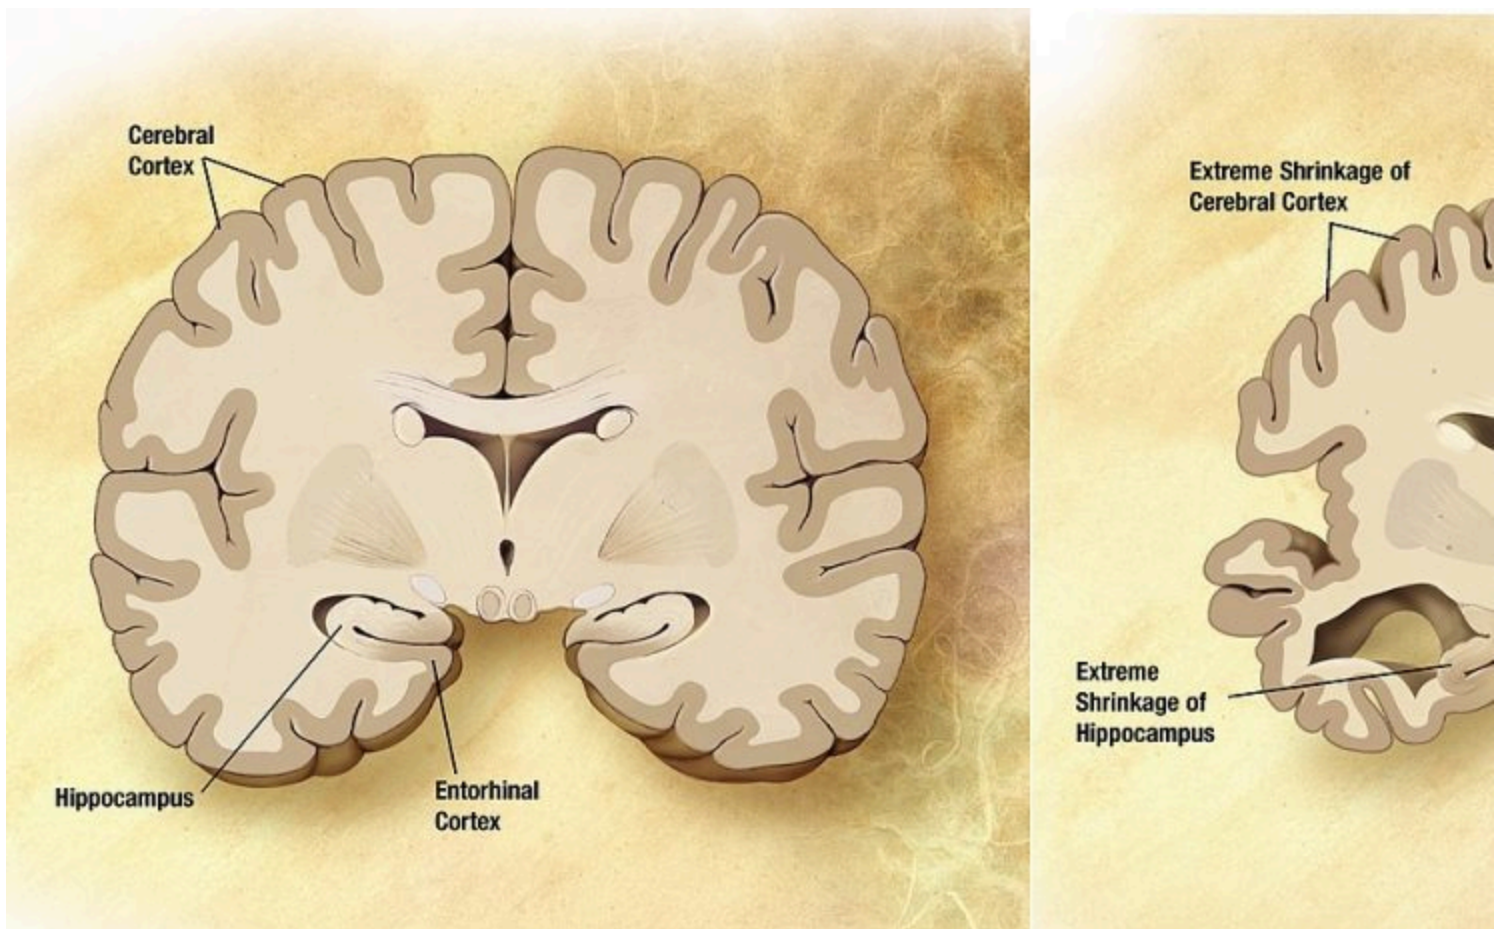 Cerebral
Cortex
Hippocampus
Entorhinal
Cortex
Extreme Shrinkage of
Cerebral Cortex
Extreme
Shrinkage of
Hippocampus